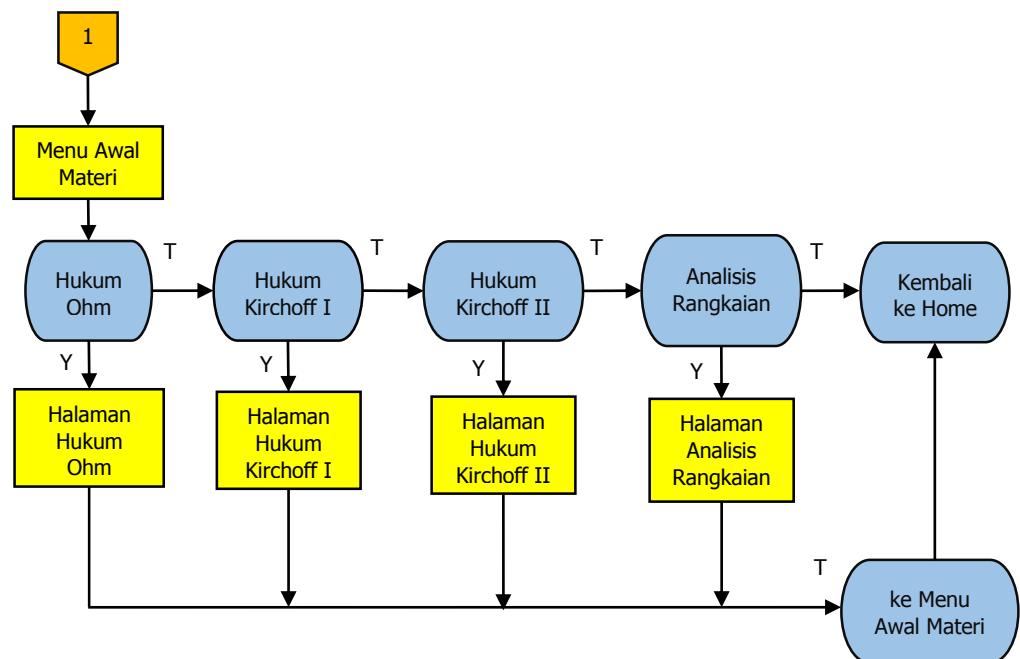 1
Menu Awal
Materi
Hukum
Ohm
T
Hukum
Kirchoff I
T
Hukum
Kirchoff II
T
Analisis
Rangkaian
T
Kembali
ke Home
Y
Y
Y
Y
Halaman
Hukum
Ohm
Halaman
Hukum
Kirchoff I
Halaman
Hukum
Kirchoff II
Halaman
Analisis
Rangkaian
T
ke Menu
Awal Materi